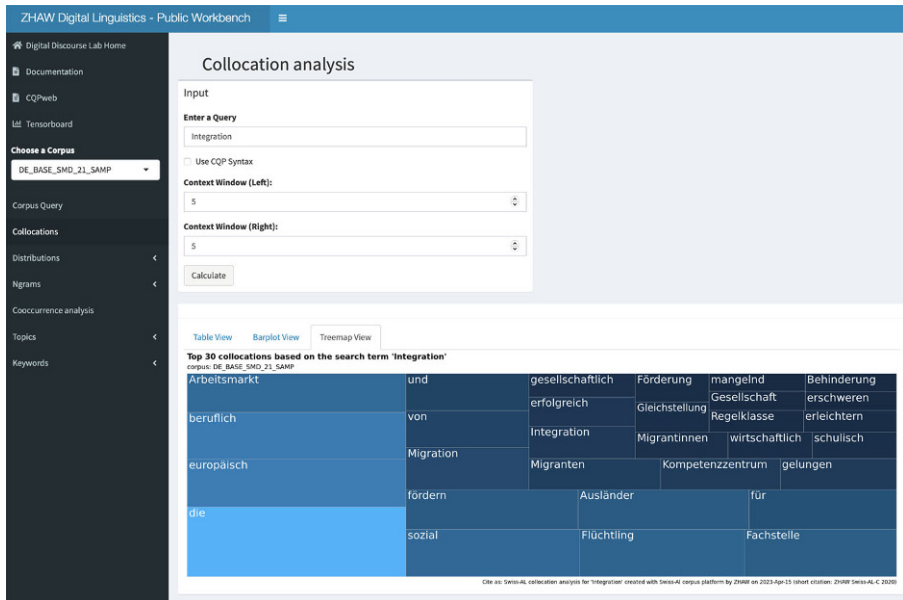 ZHAW Digital Linguistics - Public Workbench
Digital Discourse Lab Home
Documentation
CQPweb
Tensorboard
Choose a Corpus
DE_BASE_SMD_21_SAMP
Corpus Query
Collocations
Distributions
Ngrams
Cooccurrence analysis
Topics
Keywords
Collocation analysis
Input
Enter a Query
Integration
Use CQP Syntax
Context Window (Left):
5
Context Window (Right):
5
Calculate
Table View Barplot View Treemap View
Top 30 collocations based on the search term 'Integration'
corpus: DE_BASE_SMD_21_SAMP
Arbeitsmarkt
beruflich
europäisch
die
und
von
Migration
gesellschaftlich
erfolgreich
Integration
Migranten
Förderung
Gleichstellung
Migrantinnen
mangelnd
Gesellschaft
Regelklasse
wirtschaftlich
Behinderung
erschweren
erleichtern
schulisch
Kompetenzzentrum
gelungen
fördern
Ausländer
für
sozial
Flüchtling
Fachstelle
Cite as: Swiss-AL collocation analysis for 'Integration' created with Swiss-Al corpus platform by ZHAW on 2023-Apr-15 (short citation: ZHAW Swiss-AL-C 2020)